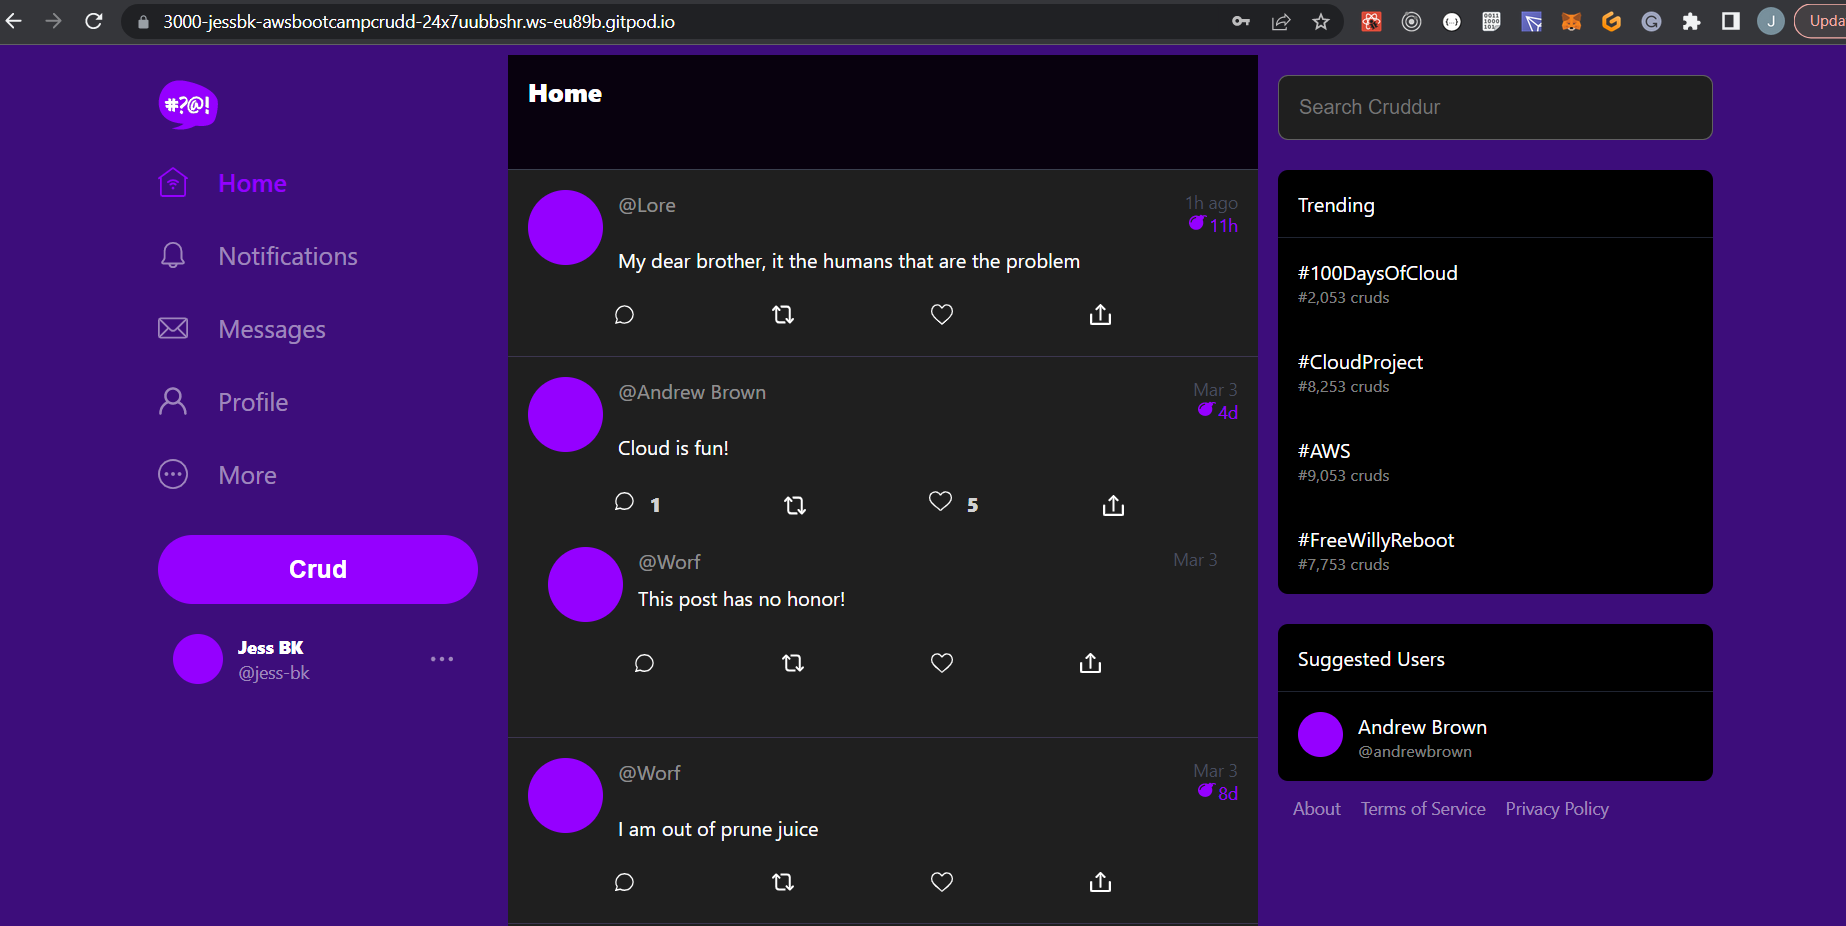 3000-jessbk-awsbootcampcrudd-24x7uubbshr.ws-eu89b.gitpod.io
J
Upda
#?@!
Home
Notifications
Messages
Profile
More
Crud
Jess BK
@jess-bk
Home
@Lore
1h ago
11h
My dear brother, it the humans that are the problem
@Andrew Brown
Mar 3
4d
Cloud is fun!
1
5
@Worf
Mar 3
This post has no honor!
@Worf
Mar 3
8d
I am out of prune juice
Search Cruddur
Trending
#100DaysOfCloud
#2,053 cruds
#CloudProject
#8,253 cruds
#AWS
#9,053 cruds
#FreeWillyReboot
#7,753 cruds
Suggested Users
Andrew Brown
@andrewbrown
About Terms of Service Privacy Policy